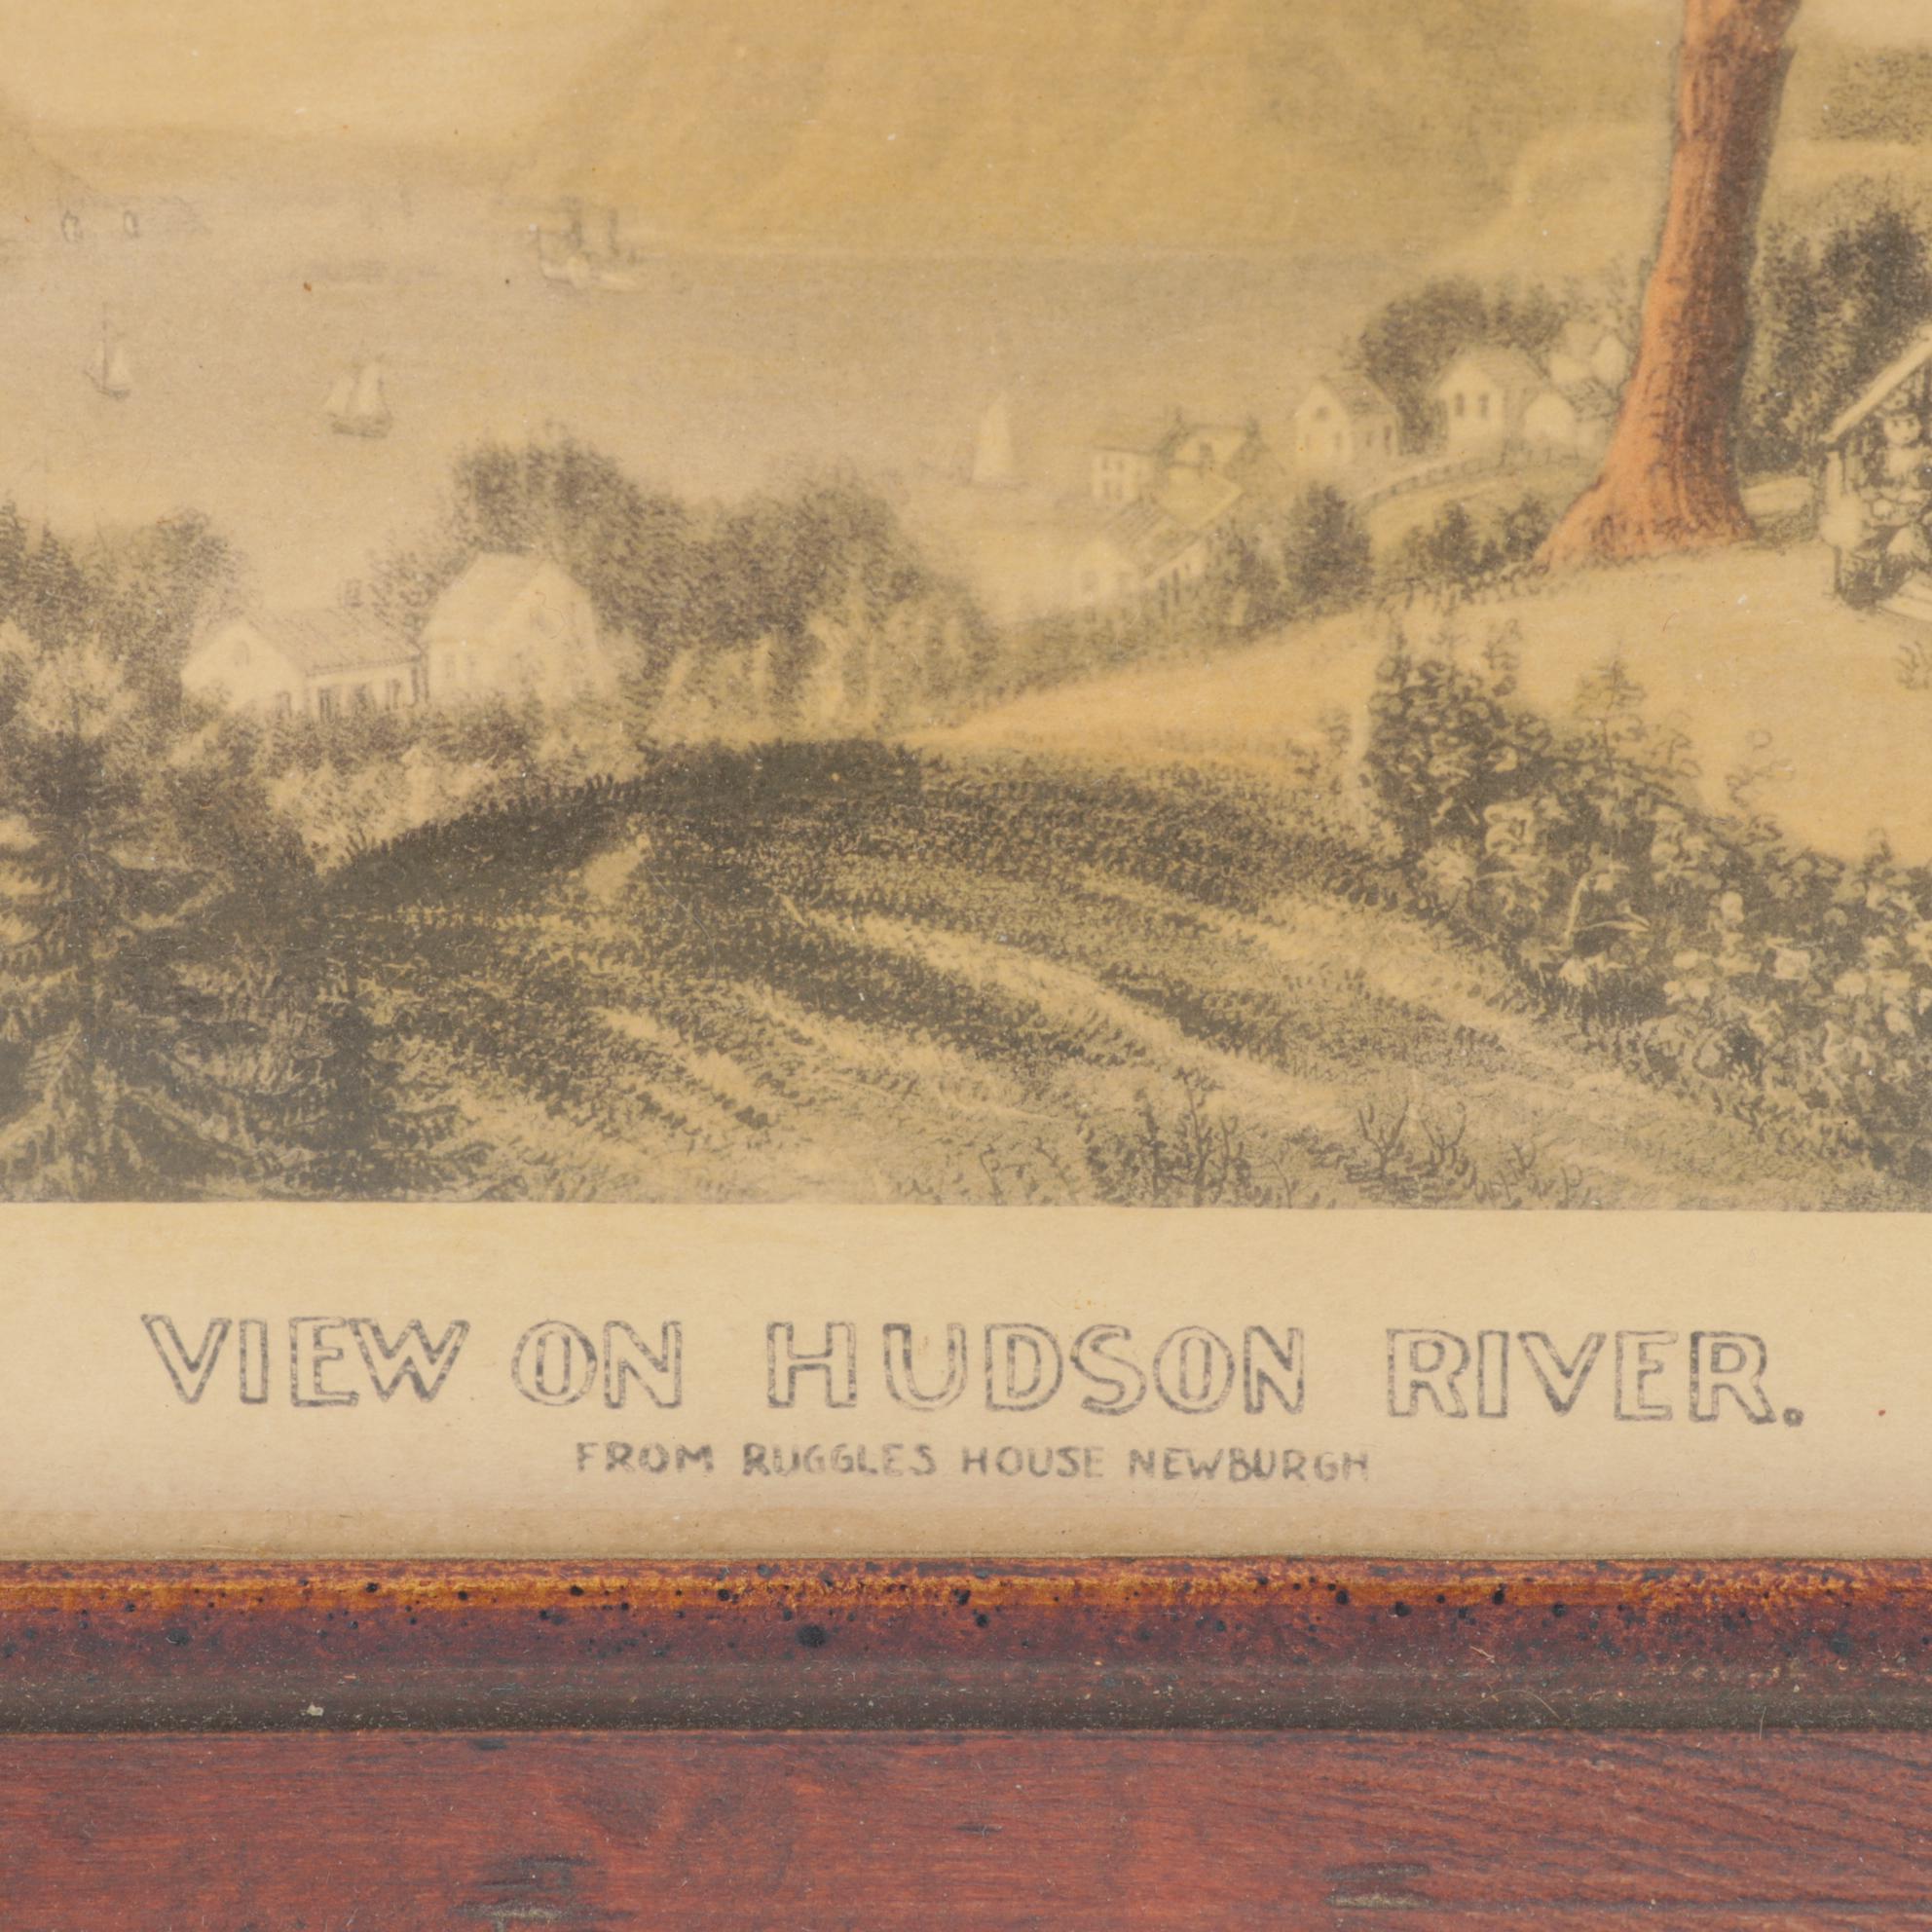 VIEW ON HUDSON RIVER.
FROM RUGGLES HOUSE NEWBURGH